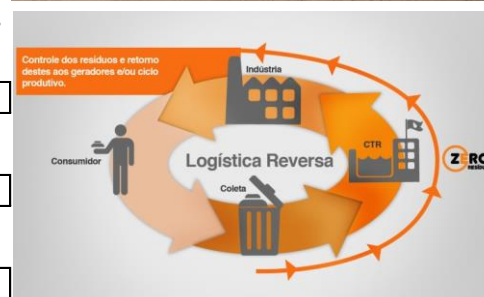 Controle dos resíduos e retorno
destes aos geradores e/ou ciclo
produtivo.
Indústria
Consumidor
Logística Reversa
CTR
ZERO
Coleta